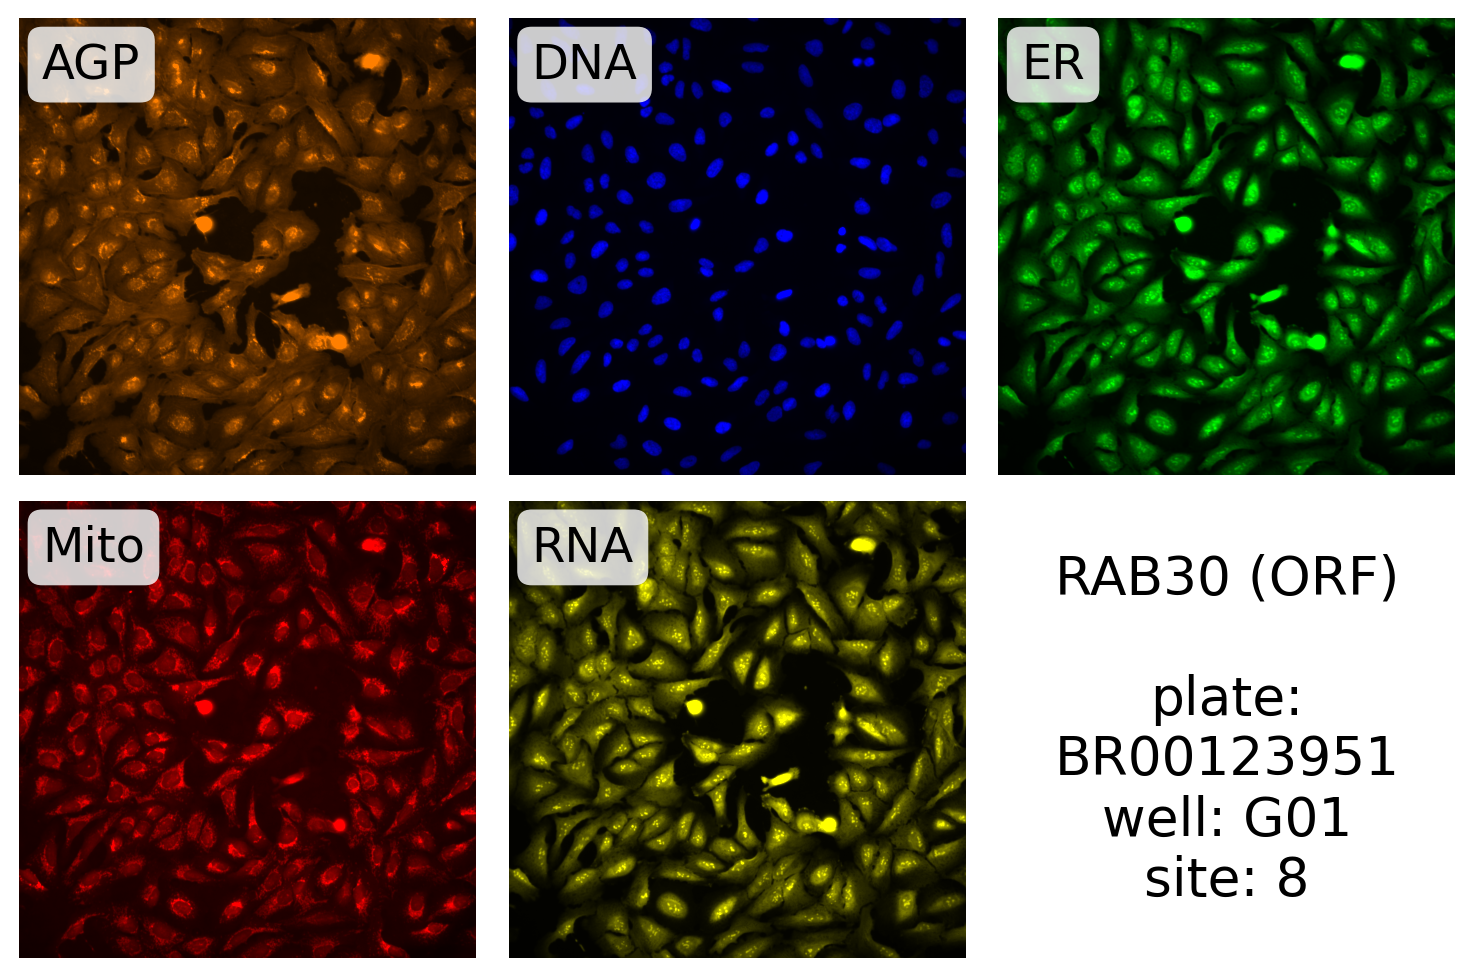 AGP
DNA
ER
Mito
RNA
RAB30 (ORF)
plate:
BR00123951
well: G01
site: 8